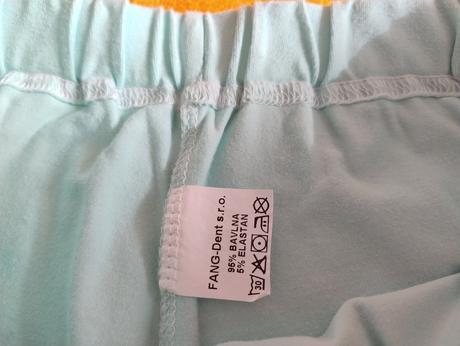 FANG-Dent s.r.o.
95% BAVLNA
5% ELASTAN
30